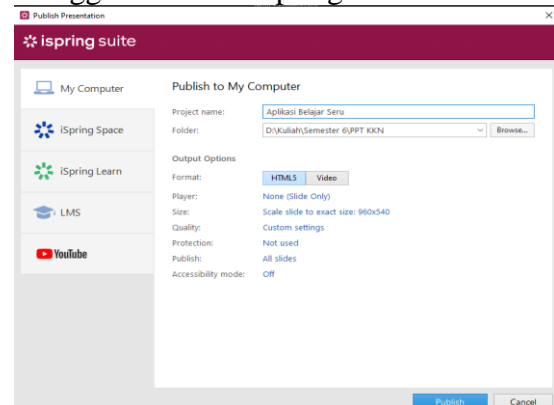 Publish Presentation
ispring suite
My Computer
iSpring Space
iSpring Learn
LMS
YouTube
Publish to My Computer
Project name: Aplikasi Belajar Seru
Folder: D:\Kuliah\Semester 6\PPT KKN Browse...
Output Options
Format: HTML5 Video
Player: None (Slide Only)
Size: Scale slide to exact size: 960x540
Quality: Custom settings
Protection: Not used
Publish: All slides
Accessibility mode: Off
Publish Cancel